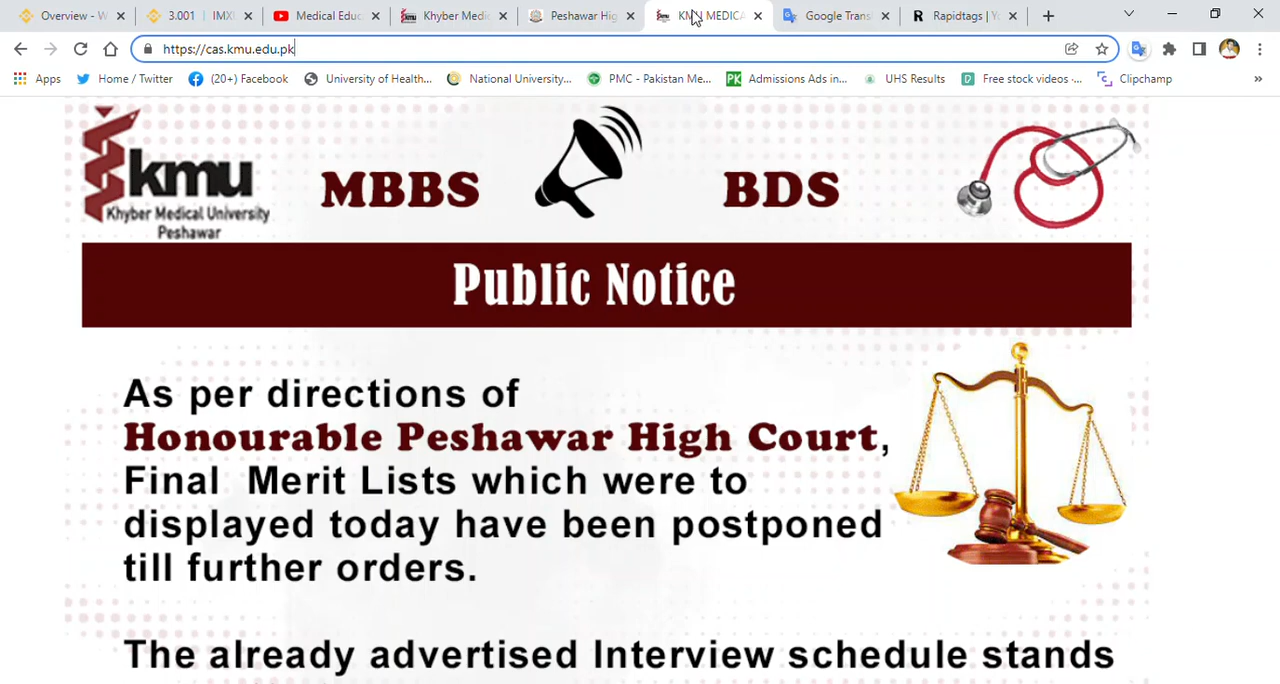 Overview - W
3.001 | IMX
Medical Educ
Khyber Medic
Peshawar Hig
KMU MEDICA
Google Trans
Rapidtags | Y
https://cas.kmu.edu.pk
Apps
Home / Twitter
(20+) Facebook
University of Health...
National University...
PMC - Pakistan Me...
Admissions Ads in...
UHS Results
Free stock videos -...
Clipchamp
»
kmu
Khyber Medical University
Peshawar
MBBS
BDS
Public Notice
As per directions of
Honourable Peshawar High Court,
Final Merit Lists which were to
displayed today have been postponed
till further orders.
The already advertised Interview schedule stands